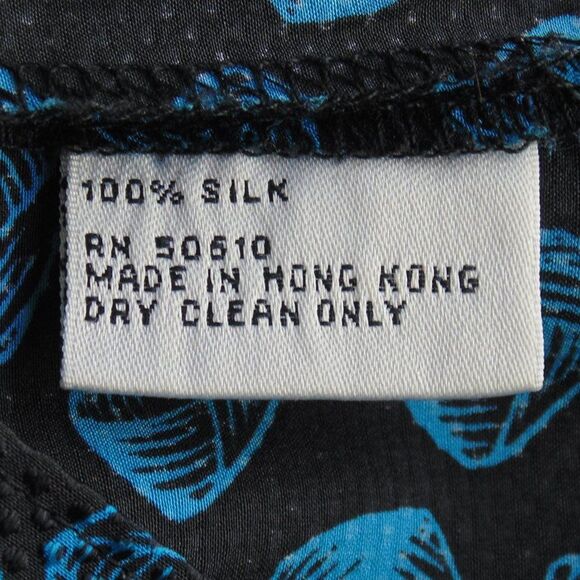 100% SILK
RN 50610
MADE IN HONG KONG
DRY CLEAN ONLY